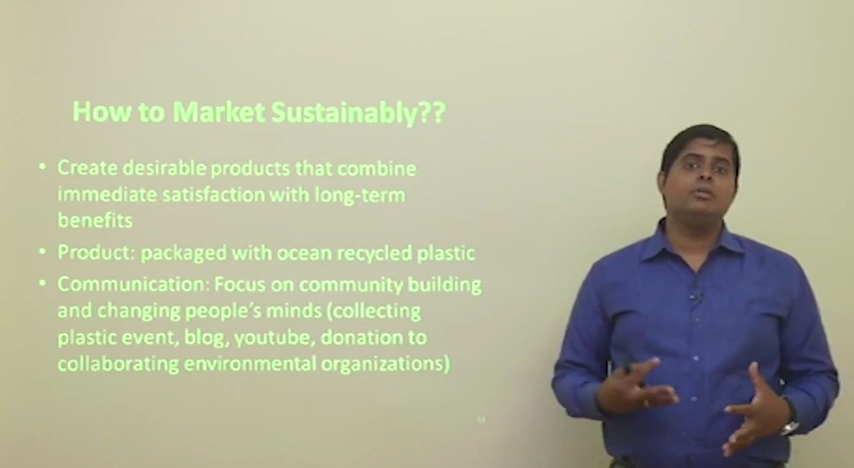 How to Market Sustainably??
• Create desirable products that combine
immediate satisfaction with long-term
benefits
• Product: packaged with ocean recycled plastic
• Communication: Focus on community building
and changing people's minds (collecting
plastic event, blog, youtube, donation to
collaborating environmental organizations)